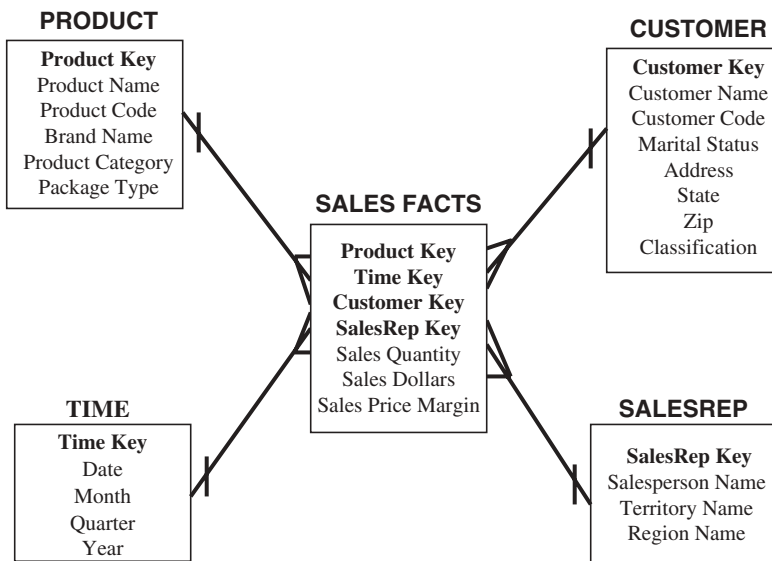 PRODUCT
Product Key
Product Name
Product Code
Brand Name
Product Category
Package Type
CUSTOMER
Customer Key
Customer Name
Customer Code
Marital Status
Address
State
Zip
Classification
SALES FACTS
Product Key
Time Key
Customer Key
SalesRep Key
Sales Quantity
Sales Dollars
Sales Price Margin
TIME
Time Key
Date
Month
Quarter
Year
SALESREP
SalesRep Key
Salesperson Name
Territory Name
Region Name